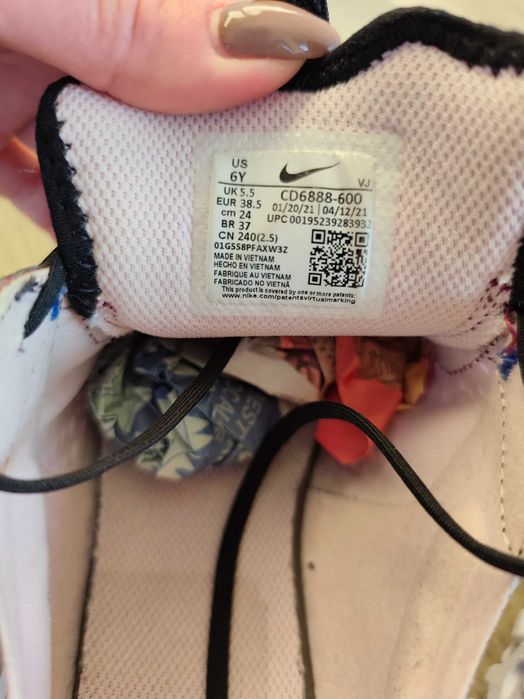 US
6Y
VJ
UK 5.5
CD6888-600
EUR 38.5
01/20/21 | 04/12/21
cm 24
UPC 00195239283932
BR 37
CN 240(2.5)
01G558PFAXW3Z
MADE IN VIETNAM
HECHO EN VIETNAM
FABRIQUE AU VIETNAM
FABRICADO NO VIETNÃ
This product is covered by one or more patents:
www.nike.com/patentsvirtualmarking